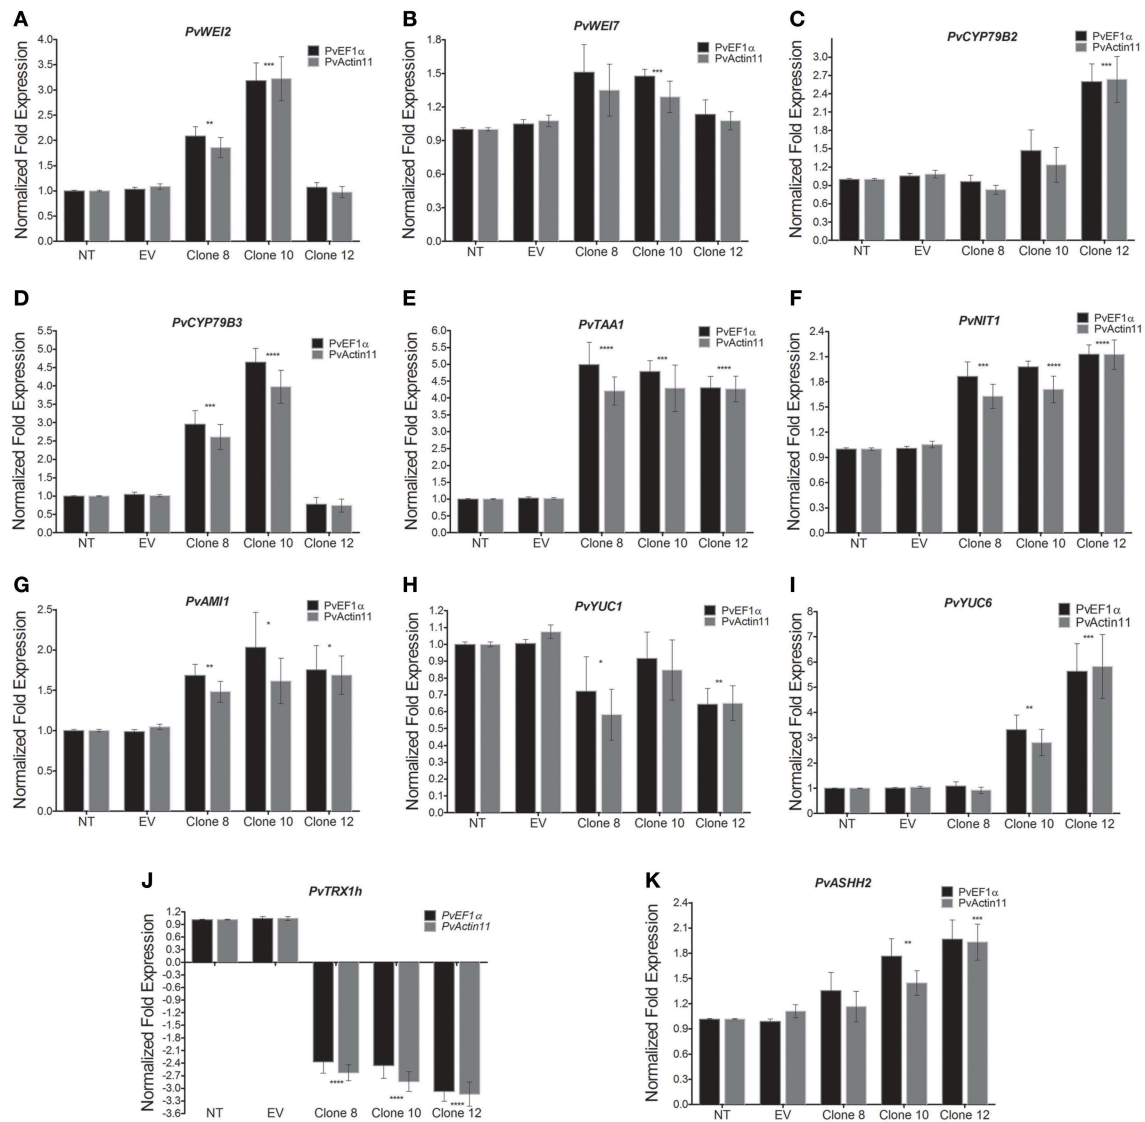 A
PvWEI2
PvEF1α
PvActin11
Normalized Fold Expression
4.0
3.5
3.0
2.5
2.0
1.5
1.0
0.5
0.0
**
***
NT EV Clone 8 Clone 10 Clone 12
B
PvWEI7
PvEF1α
PvActin11
Normalized Fold Expression
1.8
1.5
1.2
0.9
0.6
0.3
0.0
***
NT EV Clone 8 Clone 10 Clone 12
C
PvCYP79B2
PvEF1α
PvActin11
Normalized Fold Expression
3.0
2.7
2.4
2.1
1.8
1.5
1.2
0.9
0.6
0.3
0.0
***
NT EV Clone 8 Clone 10 Clone 12
D
PvCYP79B3
PvEF1α
PvActin11
Normalized Fold Expression
5.5
5.0
4.5
4.0
3.5
3.0
2.5
2.0
1.5
1.0
0.5
0.0
***
****
NT EV Clone 8 Clone 10 Clone 12
E
PvTAA1
PvEF1α
PvActin11
Normalized Fold Expression
6.0
5.5
5.0
4.5
4.0
3.5
3.0
2.5
2.0
1.5
1.0
0.5
0.0
****
***
****
NT EV Clone 8 Clone 10 Clone 12
F
PvNIT1
PvEF1α
PvActin11
Normalized Fold Expression
2.4
2.1
1.8
1.5
1.2
0.9
0.6
0.3
0.0
***
****
****
NT EV Clone 8 Clone 10 Clone 12
G
PvAMI1
PvEF1α
PvActin11
Normalized Fold Expression
2.5
2.0
1.5
1.0
0.5
0.0
**
*
*
NT EV Clone 8 Clone 10 Clone 12
H
PvYUC1
PvEF1α
PvActin11
Normalized Fold Expression
1.2
1.1
1.0
0.9
0.8
0.7
0.6
0.5
0.4
0.3
0.2
0.1
0.0
*
**
NT EV Clone 8 Clone 10 Clone 12
I
PvYUC6
PvEF1α
PvActin11
Normalized Fold Expression
8
7
6
5
4
3
2
1
0
**
***
NT EV Clone 8 Clone 10 Clone 12
J
PvTRX1h
PvEF1α
PvActin11
Normalized Fold Expression
1.2
0.9
0.6
0.3
0.0
-0.3
-0.6
-0.9
-1.2
-1.5
-1.8
-2.1
-2.4
-2.7
-3.0
-3.3
-3.6
****
****
****
NT EV Clone 8 Clone 10 Clone 12
K
PvASHH2
PvEF1α
PvActin11
Normalized Fold Expression
2.4
2.1
1.8
1.5
1.2
0.9
0.6
0.3
0.0
**
***
NT EV Clone 8 Clone 10 Clone 12